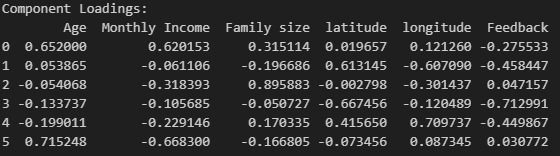 Component Loadings:
Age Monthly Income Family size latitude longitude Feedback
0 0.652000 0.620153 0.315114 0.019657 0.121260 -0.275533
1 0.053865 -0.061106 -0.196686 0.613145 -0.607090 -0.458447
2 -0.054068 -0.318393 0.895883 -0.002798 -0.301437 0.047157
3 -0.133737 -0.105685 -0.050727 -0.667456 -0.120489 -0.712991
4 -0.199011 -0.229146 0.170335 0.415650 0.709737 -0.449867
5 0.715248 -0.668300 -0.166805 -0.073456 0.087345 0.030772